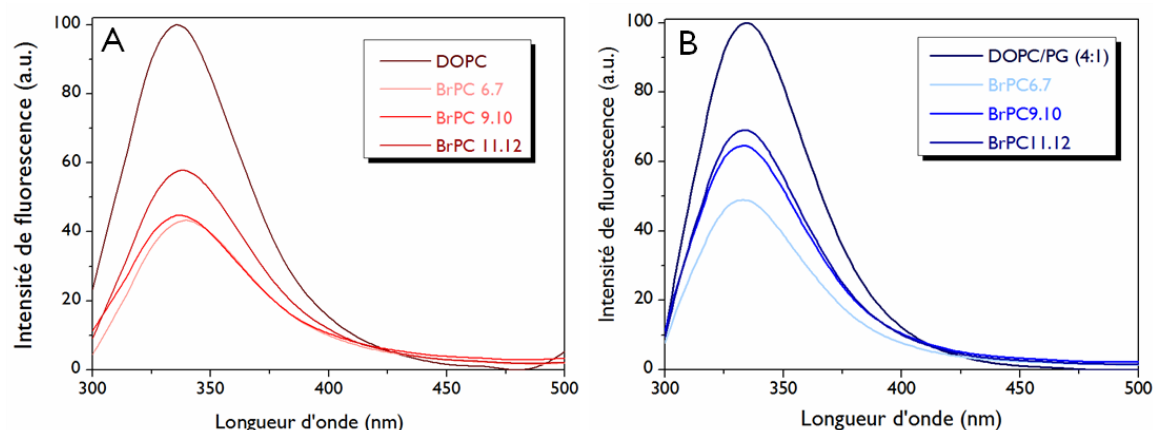 A
Intensité de fluorescence (a.u.)
100
80
60
40
20
0
DOPC
BrPC 6.7
BrPC 9.10
BrPC 11.12
300
350
400
450
500
Longueur d'onde (nm)
B
Intensité de fluorescence (a.u.)
100
80
60
40
20
0
DOPC/PG (4:1)
BrPC6.7
BrPC9.10
BrPC11.12
300
350
400
450
500
Longueur d'onde (nm)